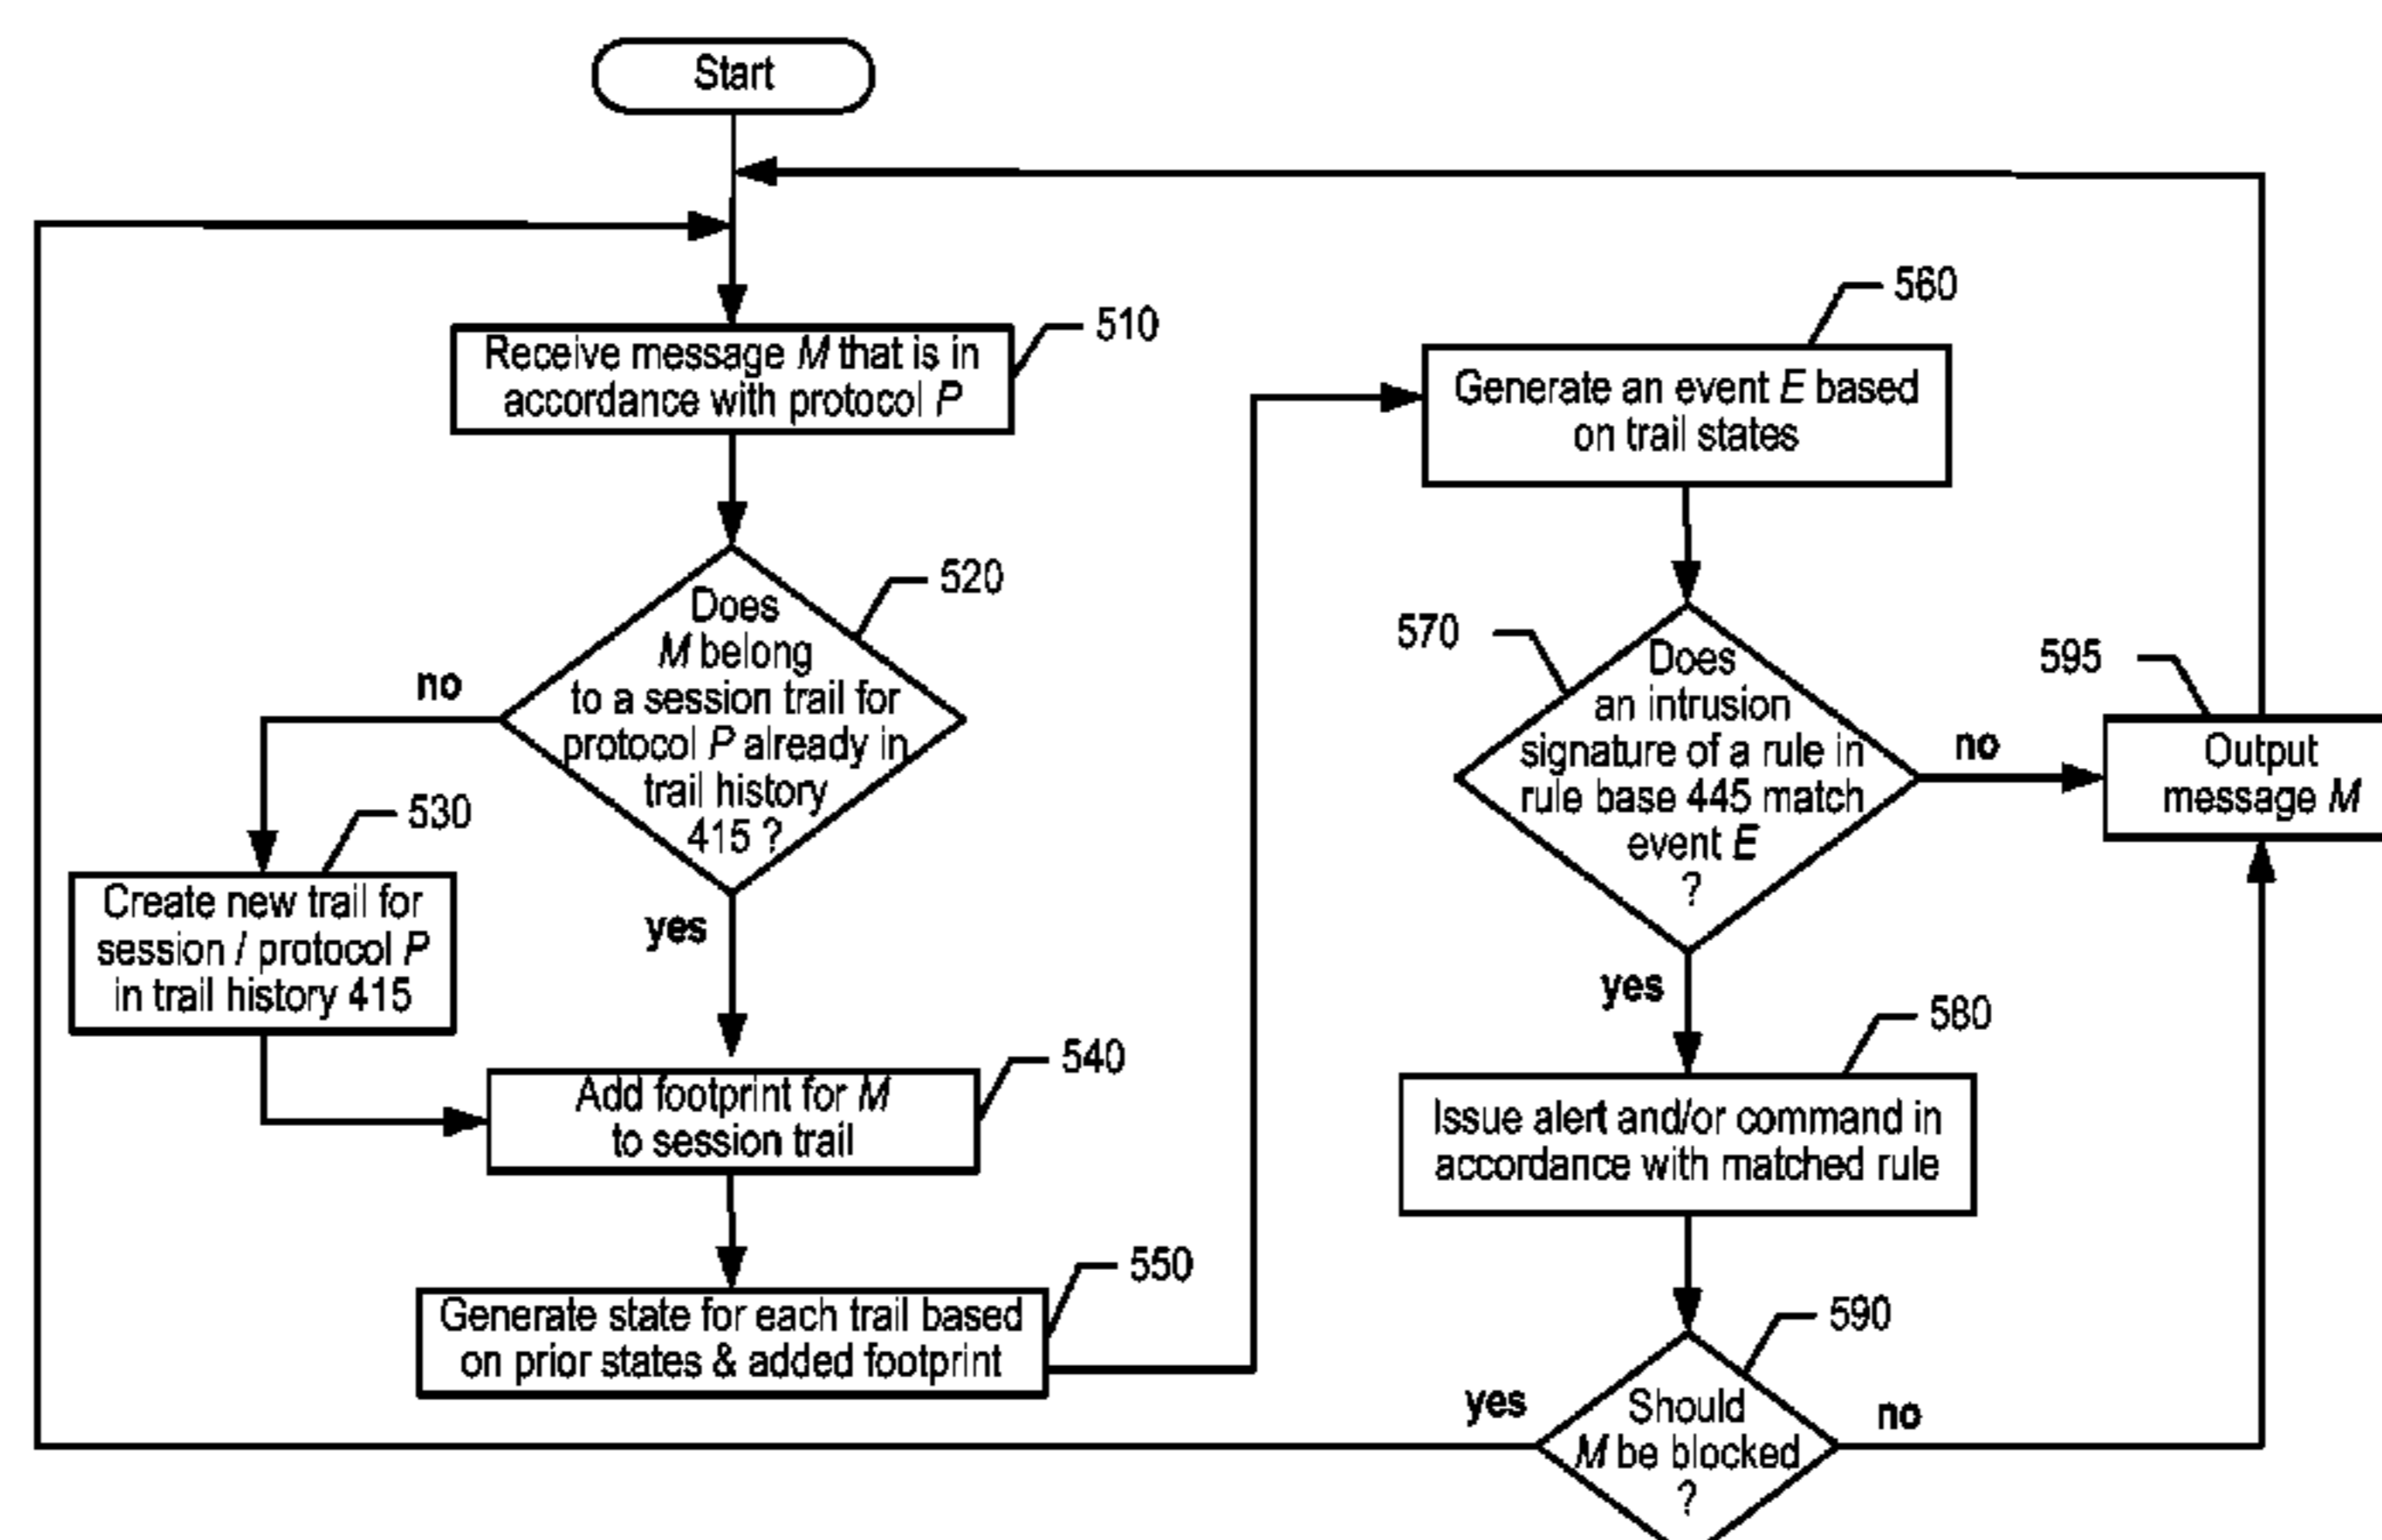 Start
Receive message M that is in
accordance with protocol P
510
Does
M belong
to a session trail for
protocol P already in
trail history
415 ?
520
no
yes
Create new trail for
session / protocol P
in trail history 415
530
Add footprint for M
to session trail
540
Generate state for each trail based
on prior states & added footprint
550
Generate an event E based
on trail states
560
Does
an intrusion
signature of a rule in
rule base 445 match
event E
?
570
no
yes
Output
message M
595
Issue alert and/or command in
accordance with matched rule
580
Should
M be blocked
?
590
yes
no